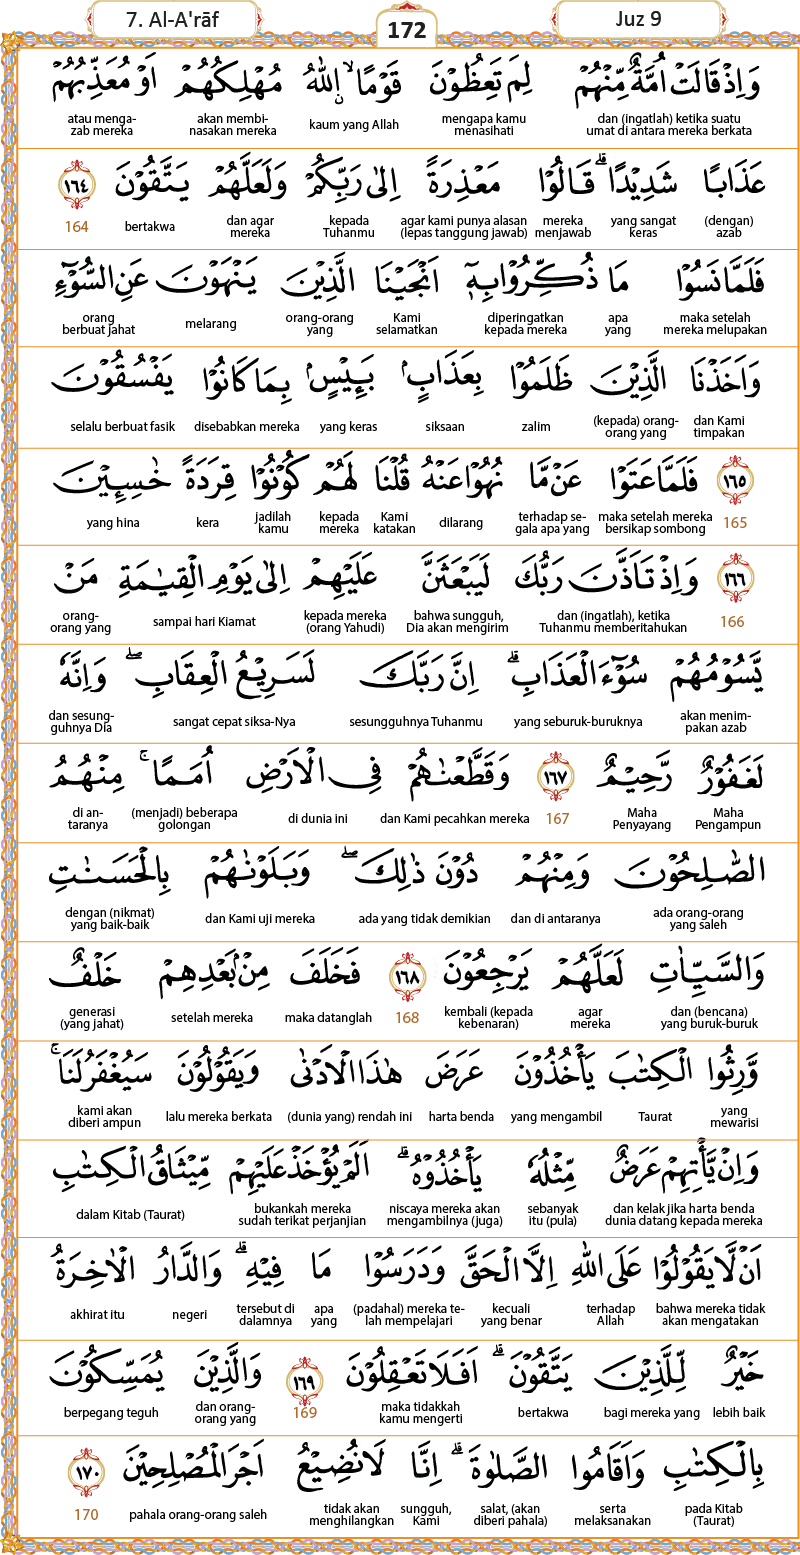 7. Al-A'rāf
172
Juz 9
وَاِذْ قَالَتْ اُمَّةٌ مِّنْهُمْ لِمَ تَعِظُوْنَ قَوْمًاۙ ۨاللّٰهُ مُهْلِكُهُمْ اَوْ مُعَذِّبُهُمْ
dan (ingatlah) ketika suatu umat di antara mereka berkata mengapa kamu menasihati kaum yang Allah akan membi-nasakan mereka atau menga-zab mereka
عَذَابًا شَدِيْدًاۗ قَالُوْا مَعْذِرَةً اِلٰى رَبِّكُمْ وَلَعَلَّهُمْ يَتَّقُوْنَ ١٦٤
(dengan) azab yang sangat keras mereka menjawab agar kami punya alasan (lepas tanggung jawab) kepada Tuhanmu dan agar mereka bertakwa 164
فَلَمَّا نَسُوْا مَا ذُكِّرُوْا بِهٖٓ اَنْجَيْنَا الَّذِيْنَ يَنْهَوْنَ عَنِ السُّوْۤءِ
maka setelah mereka melupakan apa yang diperingatkan kepada mereka Kami selamatkan orang-orang yang melarang orang berbuat jahat
وَاَخَذْنَا الَّذِيْنَ ظَلَمُوْا بِعَذَابٍۢ بَـِٔيْسٍۢ بِمَا كَانُوْا يَفْسُقُوْنَ
dan Kami timpakan (kepada) orang-orang yang zalim siksaan yang keras disebabkan mereka selalu berbuat fasik
١٦٥ فَلَمَّا عَتَوْا عَنْ مَّا نُهُوْا عَنْهُ قُلْنَا لَهُمْ كُوْنُوْا قِرَدَةً خٰسِـِٕيْنَ
165 maka setelah mereka bersikap sombong terhadap se-gala apa yang dilarang Kami katakan kepada mereka jadilah kamu kera yang hina
١٦٦ وَاِذْ تَاَذَّنَ رَبُّكَ لَيَبْعَثَنَّ عَلَيْهِمْ اِلٰى يَوْمِ الْقِيٰمَةِ مَنْ
166 dan (ingatlah), ketika Tuhanmu memberitahukan bahwa sungguh, Dia akan mengirim kepada mereka (orang Yahudi) sampai hari Kiamat orang-orang yang
يَّسُوْمُهُمْ سُوْۤءَ الْعَذَابِۗ اِنَّ رَبَّكَ لَسَرِيْعُ الْعِقَابِۖ وَاِنَّهٗ
akan menim-pakan azab yang seburuk-buruknya sesungguhnya Tuhanmu sangat cepat siksa-Nya dan sesung-guhnya Dia
لَغَفُوْرٌ رَّحِيْمٌ ١٦٧ وَقَطَّعْنٰهُمْ فِى الْاَرْضِ اُمَمًاۚ مِنْهُمُ
Maha Pengampun Maha Penyayang 167 dan Kami pecahkan mereka di dunia ini (menjadi) beberapa golongan di an-taranya
الصّٰلِحُوْنَ وَمِنْهُمْ دُوْنَ ذٰلِكَۖ وَبَلَوْنٰهُمْ بِالْحَسَنٰتِ
ada orang-orang yang saleh dan di antaranya ada yang tidak demikian dan Kami uji mereka dengan (nikmat) yang baik-baik
وَالسَّيِّاٰتِ لَعَلَّهُمْ يَرْجِعُوْنَ ١٦٨ فَخَلَفَ مِنْۢ بَعْدِهِمْ خَلْفٌ
dan (bencana) yang buruk-buruk agar mereka kembali (kepada kebenaran) 168 maka datanglah setelah mereka generasi (yang jahat)
وَّرِثُوا الْكِتٰبَ يَأْخُذُوْنَ عَرَضَ هٰذَا الْاَدْنٰى وَيَقُوْلُوْنَ سَيُغْفَرُ لَنَاۚ
yang mewarisi Taurat yang mengambil harta benda (dunia yang) rendah ini lalu mereka berkata kami akan diberi ampun
وَاِنْ يَّأْتِهِمْ عَرَضٌ مِّثْلُهٗ يَأْخُذُوْهُۗ اَلَمْ يُؤْخَذْ عَلَيْهِمْ مِّيْثَاقُ الْكِتٰبِ
dan kelak jika harta benda dunia datang kepada mereka sebanyak itu (pula) niscaya mereka akan mengambilnya (juga) bukankah mereka sudah terikat perjanjian dalam Kitab (Taurat)
اَنْ لَّا يَقُوْلُوْا عَلَى اللّٰهِ اِلَّا الْحَقَّ وَدَرَسُوْا مَا فِيْهِۗ وَالدَّارُ الْاٰخِرَةُ
bahwa mereka tidak akan mengatakan terhadap Allah kecuali yang benar (padahal) mereka te-lah mempelajari apa yang tersebut di dalamnya negeri akhirat itu
خَيْرٌ لِّلَّذِيْنَ يَتَّقُوْنَۗ اَفَلَا تَعْقِلُوْنَ ١٦٩ وَالَّذِيْنَ يُمَسِّكُوْنَ
lebih baik bagi mereka yang bertakwa maka tidakkah kamu mengerti 169 dan orang-orang yang berpegang teguh
بِالْكِتٰبِ وَاَقَامُوا الصَّلٰوةَۗ اِنَّا لَا نُضِيْعُ اَجْرَ الْمُصْلِحِيْنَ ١٧٠
pada Kitab (Taurat) serta melaksanakan salat, (akan diberi pahala) sungguh, Kami tidak akan menghilangkan pahala orang-orang saleh 170